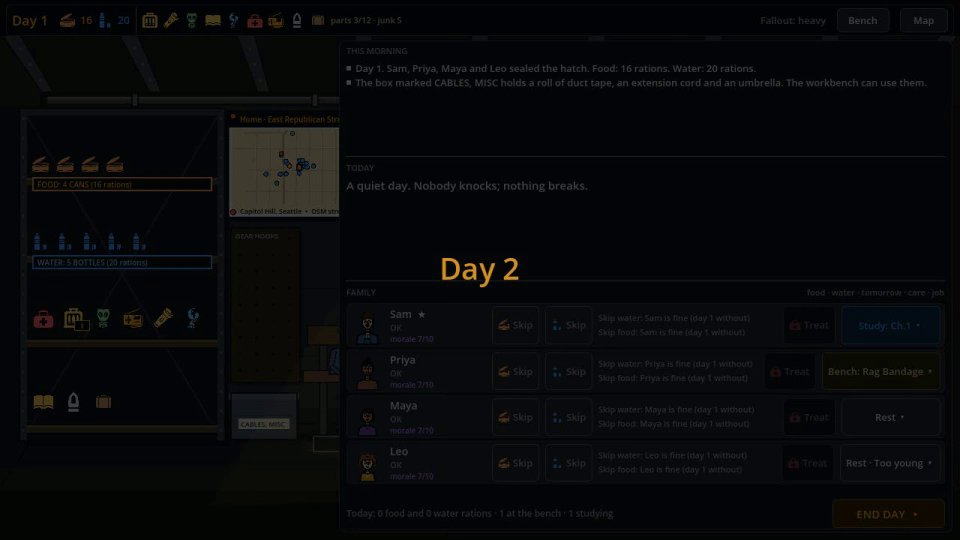 Day 1
16
20
parts 3/12 · junk 5
Fallout: heavy
Bench
Map
THIS MORNING
Day 1. Sam, Priya, Maya and Leo sealed the hatch. Food: 16 rations. Water: 20 rations.
The box marked CABLES, MISC holds a roll of duct tape, an extension cord and an umbrella. The workbench can use them.
Home · East Republican Str
Capitol Hill, Seattle • OSM stre
FOOD: 4 CANS (16 rations)
WATER: 5 BOTTLES (20 rations)
GEAR HOOKS
CABLES, MISC
TODAY
A quiet day. Nobody knocks; nothing breaks.
Day 2
FAMILY
food · water · tomorrow · care · job
Sam ★
OK
morale 7/10
Skip
Skip
Skip water: Sam is fine (day 1 without)
Skip food: Sam is fine (day 1 without)
Treat
Study: Ch.1
Priya
OK
morale 7/10
Skip
Skip
Skip water: Priya is fine (day 1 without)
Skip food: Priya is fine (day 1 without)
Treat
Bench: Rag Bandage
Maya
OK
morale 7/10
Skip
Skip
Skip water: Maya is fine (day 1 without)
Skip food: Maya is fine (day 1 without)
Treat
Rest
Leo
OK
morale 7/10
Skip
Skip
Skip water: Leo is fine (day 1 without)
Skip food: Leo is fine (day 1 without)
Treat
Rest · Too young
Today: 0 food and 0 water rations · 1 at the bench · 1 studying
END DAY